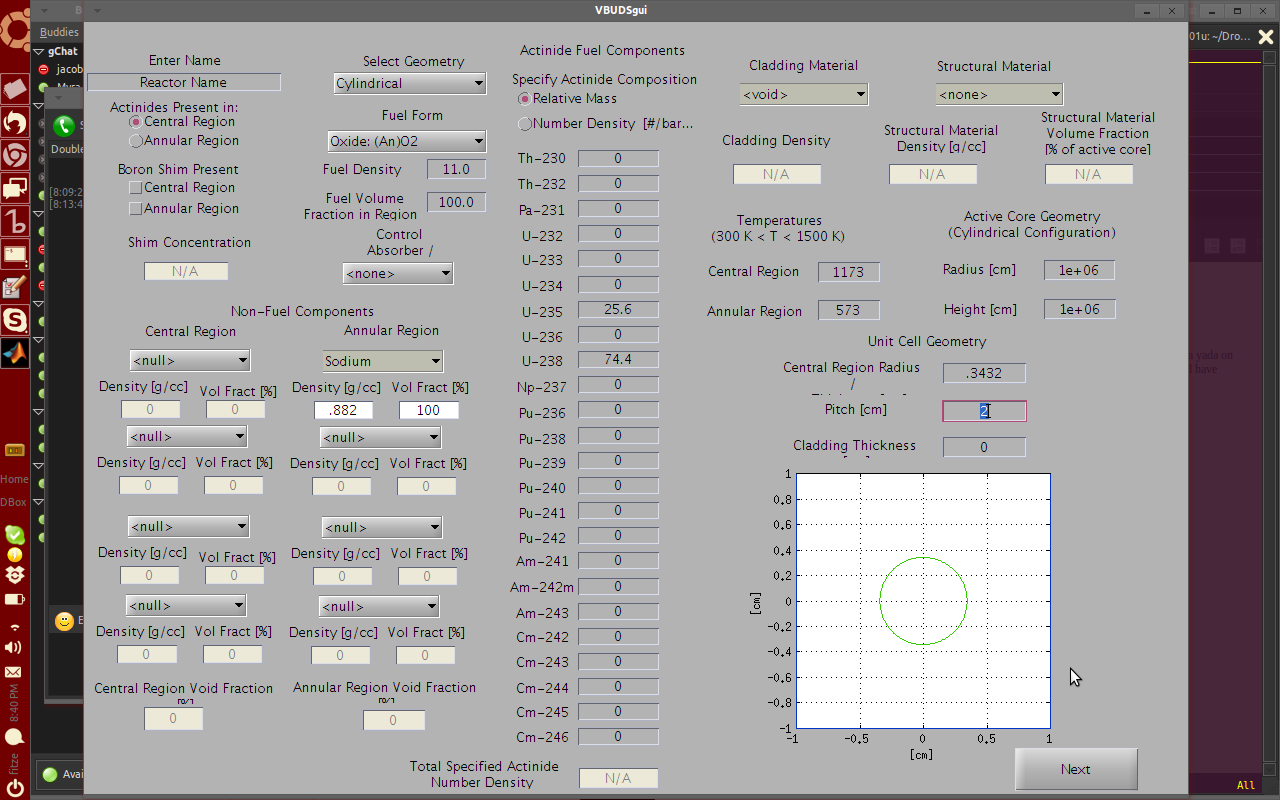 VBUDSgui
Buddies
gChat
jacob
01u: ~/Dro...
Enter Name
Reactor Name
Actinides Present in:
Central Region
Annular Region
Boron Shim Present
Central Region
Annular Region
Shim Concentration
N/A
Select Geometry
Cylindrical
Fuel Form
Oxide: (An)O2
Fuel Density
11.0
Fuel Volume
Fraction in Region
100.0
Control
Absorber /
<none>
Non-Fuel Components
Central Region
Annular Region
<null>
Sodium
Density [g/cc]
Vol Fract [%]
Density [g/cc]
Vol Fract [%]
0
0
.882
100
<null>
<null>
Density [g/cc]
Vol Fract [%]
Density [g/cc]
Vol Fract [%]
0
0
0
0
<null>
<null>
Density [g/cc]
Vol Fract [%]
Density [g/cc]
Vol Fract [%]
0
0
0
0
<null>
<null>
Density [g/cc]
Vol Fract [%]
Density [g/cc]
Vol Fract [%]
0
0
0
0
Central Region Void Fraction
Annular Region Void Fraction
0
0
Actinide Fuel Components
Specify Actinide Composition
Relative Mass
Number Density [#/bar...
Th-230 0
Th-232 0
Pa-231 0
U-232 0
U-233 0
U-234 0
U-235 25.6
U-236 0
U-238 74.4
Np-237 0
Pu-236 0
Pu-238 0
Pu-239 0
Pu-240 0
Pu-241 0
Pu-242 0
Am-241 0
Am-242m 0
Am-243 0
Cm-242 0
Cm-243 0
Cm-244 0
Cm-245 0
Cm-246 0
Total Specified Actinide
Number Density
N/A
Cladding Material
<void>
Structural Material
<none>
Cladding Density
N/A
Structural Material
Density [g/cc]
N/A
Structural Material
Volume Fraction
[% of active core]
N/A
Temperatures
(300 K < T < 1500 K)
Central Region
1173
Annular Region
573
Active Core Geometry
(Cylindrical Configuration)
Radius [cm]
1e+06
Height [cm]
1e+06
Unit Cell Geometry
Central Region Radius
/
.3432
Pitch [cm]
2
Cladding Thickness
0
1
0.8
0.6
0.4
0.2
0
-0.2
-0.4
-0.6
-0.8
-1
[cm]
-1 -0.5 0 0.5 1
[cm]
Next
Double
[8:09:2
[8:13:4
Home
DBox
8:40 PM
fitze
Avai
yada on
have
All